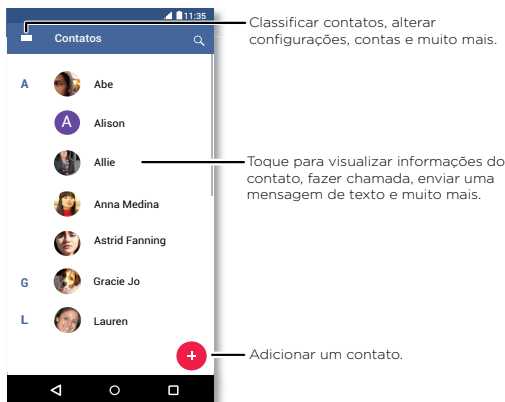 11:35
Contatos
Classificar contatos, alterar
configurações, contas e muito mais.
A
Abe
A
Alison
Allie
Toque para visualizar informações do
contato, fazer chamada, enviar uma
mensagem de texto e muito mais.
Anna Medina
Astrid Fanning
G
Gracie Jo
L
Lauren
Adicionar um contato.